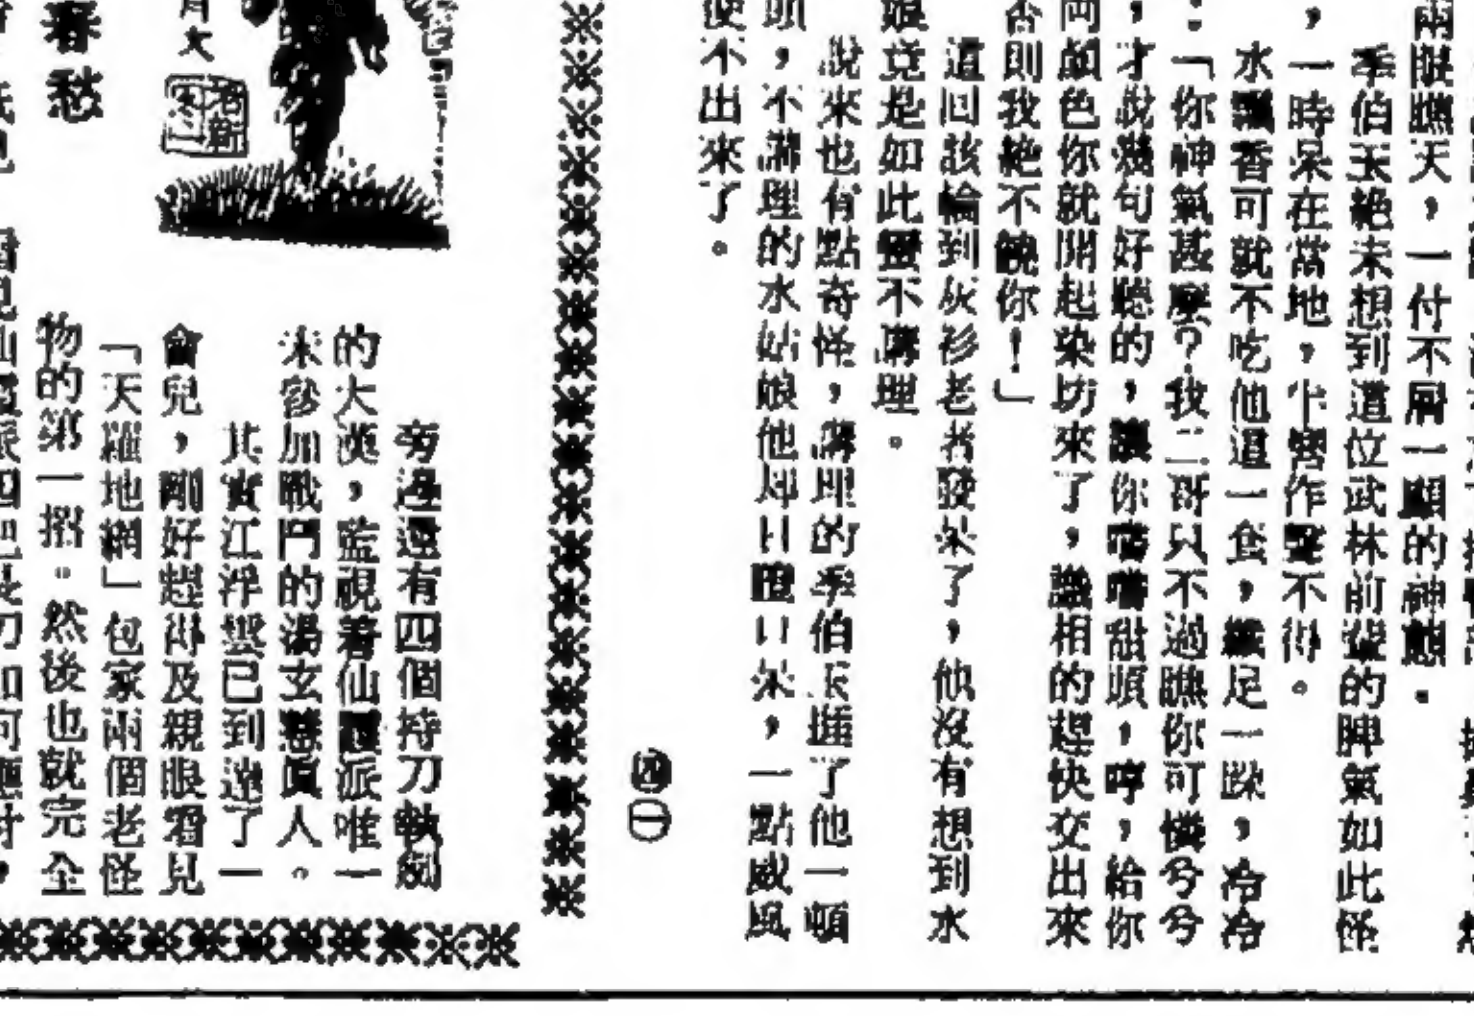 兩眼瞧天，一付不屑一顧的神態。
季伯玉絶未想到這位武林前輩的脾氣如此怪
，一時呆在當地，半響作聲不得。
水飄香可就不吃他這一套，纖足一跺，冷冷
：「你神氣甚麽？我二哥只不過瞧你可憐兮兮
，才説幾句好聽的，讓你嚐嚐甜頭，哼，給你
両顔色你就開起染坊來了，識相的趕快交出來
否則我絶不饒你！」
這回該輪到灰衫老者發呆了，他沒有想到水
娘竟是如此蠻不講理。
説來也有點奇怪，講理的季伯玉捶了他一頓
頭，不講理的水姑娘他却目瞪口呆，一點威風
使不出來了。
四一
旁邊還有四個持刀執劍
的大漢，監視着仙霞派唯一
未參加戰鬥的湯玄慧眞人。
其實江浮雲已到達了一
會兒，剛好趕得及親眼看見
「天羅地網」包家兩個老怪
物的第一招。然後也就完全
春愁